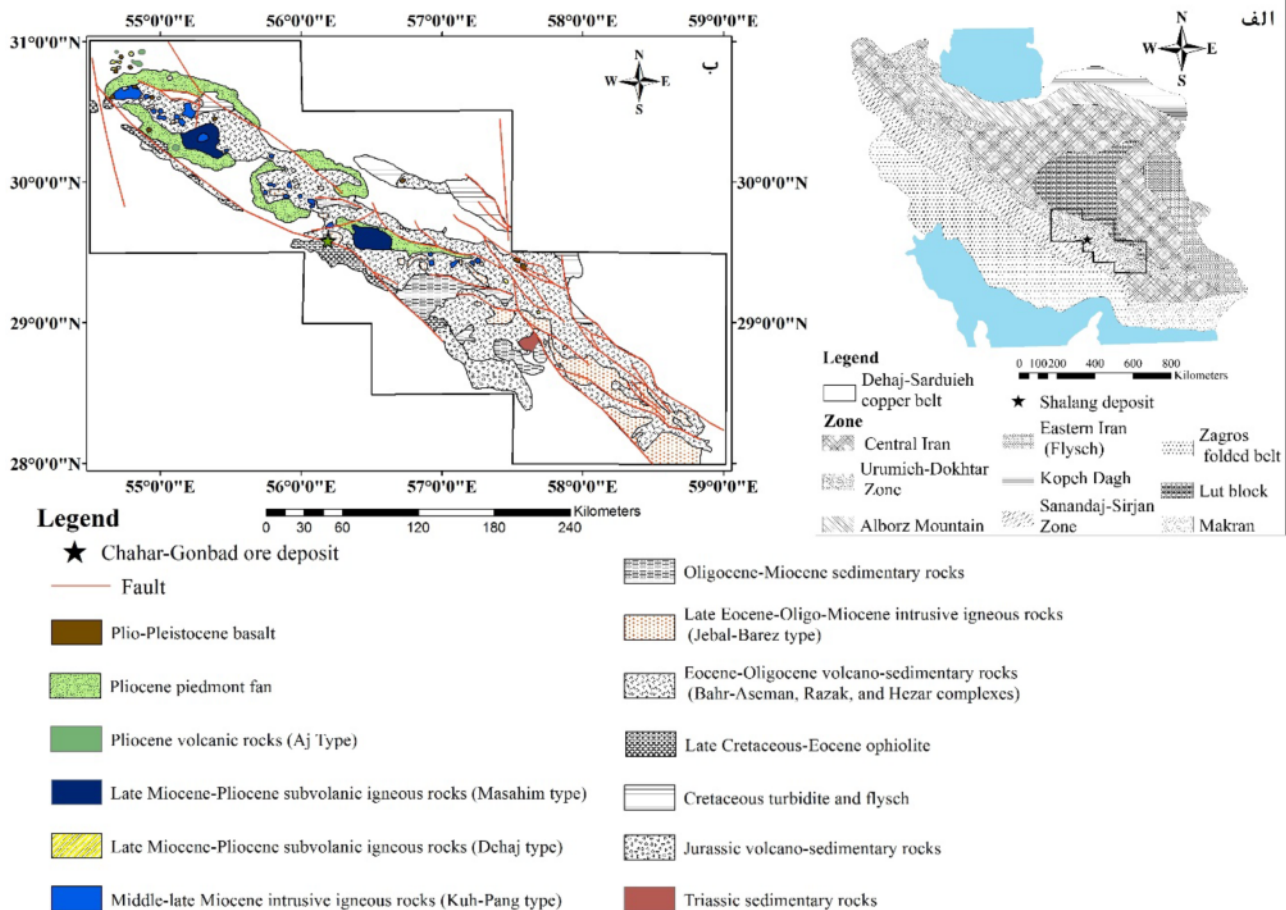 55°0'0"E 56°0'0"E 57°0'0"E 58°0'0"E 59°0'0"E
31°0'0"N
30°0'0"N
29°0'0"N
28°0'0"N
N
W E
S
ب
30°0'0"N
29°0'0"N
28°0'0"N
55°0'0"E 56°0'0"E 57°0'0"E 58°0'0"E 59°0'0"E
الف
N
W E
S
Legend
Dehaj-Sarduieh
copper belt
0 100 200 400 600 800
Kilometers
Shalang deposit
Zone
Central Iran
Urumieh-Dokhtar
Zone
Alborz Mountain
Eastern Iran
(Flysch)
Kopeh Dagh
Sanandaj-Sirjan
Zone
Zagros
folded belt
Lut block
Makran
Legend
Kilometers
0 30 60 120 180 240
Chahar-Gonbad ore deposit
Fault
Plio-Pleistocene basalt
Pliocene piedmont fan
Pliocene volcanic rocks (Aj Type)
Late Miocene-Pliocene subvolanic igneous rocks (Masahim type)
Late Miocene-Pliocene subvolanic igneous rocks (Dehaj type)
Middle-late Miocene intrusive igneous rocks (Kuh-Pang type)
Oligocene-Miocene sedimentary rocks
Late Eocene-Oligo-Miocene intrusive igneous rocks
(Jebal-Barez type)
Eocene-Oligocene volcano-sedimentary rocks
(Bahr-Aseman, Razak, and Hezar complexes)
Late Cretaceous-Eocene ophiolite
Cretaceous turbidite and flysch
Jurassic volcano-sedimentary rocks
Triassic sedimentary rocks